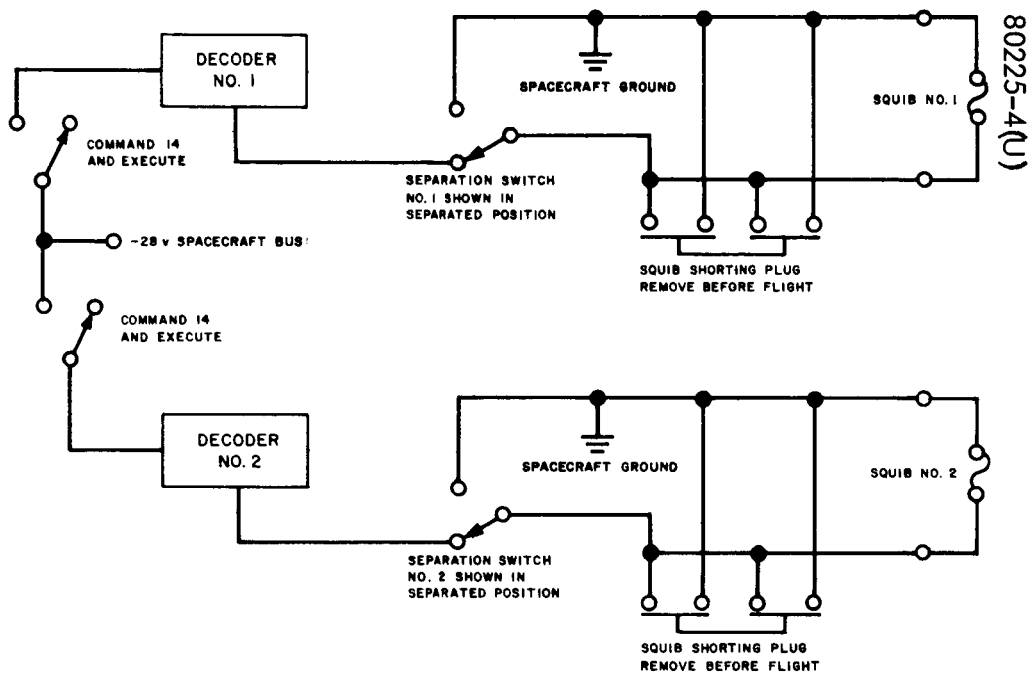 80225-4(U)
DECODER
NO. 1
SPACECRAFT GROUND
SQUIB NO. 1
COMMAND 14
AND EXECUTE
SEPARATION SWITCH
NO. 1 SHOWN IN
SEPARATED POSITION
-28 v SPACECRAFT BUS
SQUIB SHORTING PLUG
REMOVE BEFORE FLIGHT
COMMAND 14
AND EXECUTE
DECODER
NO. 2
SPACECRAFT GROUND
SQUIB NO. 2
SEPARATION SWITCH
NO. 2 SHOWN IN
SEPARATED POSITION
SQUIB SHORTING PLUG
REMOVE BEFORE FLIGHT